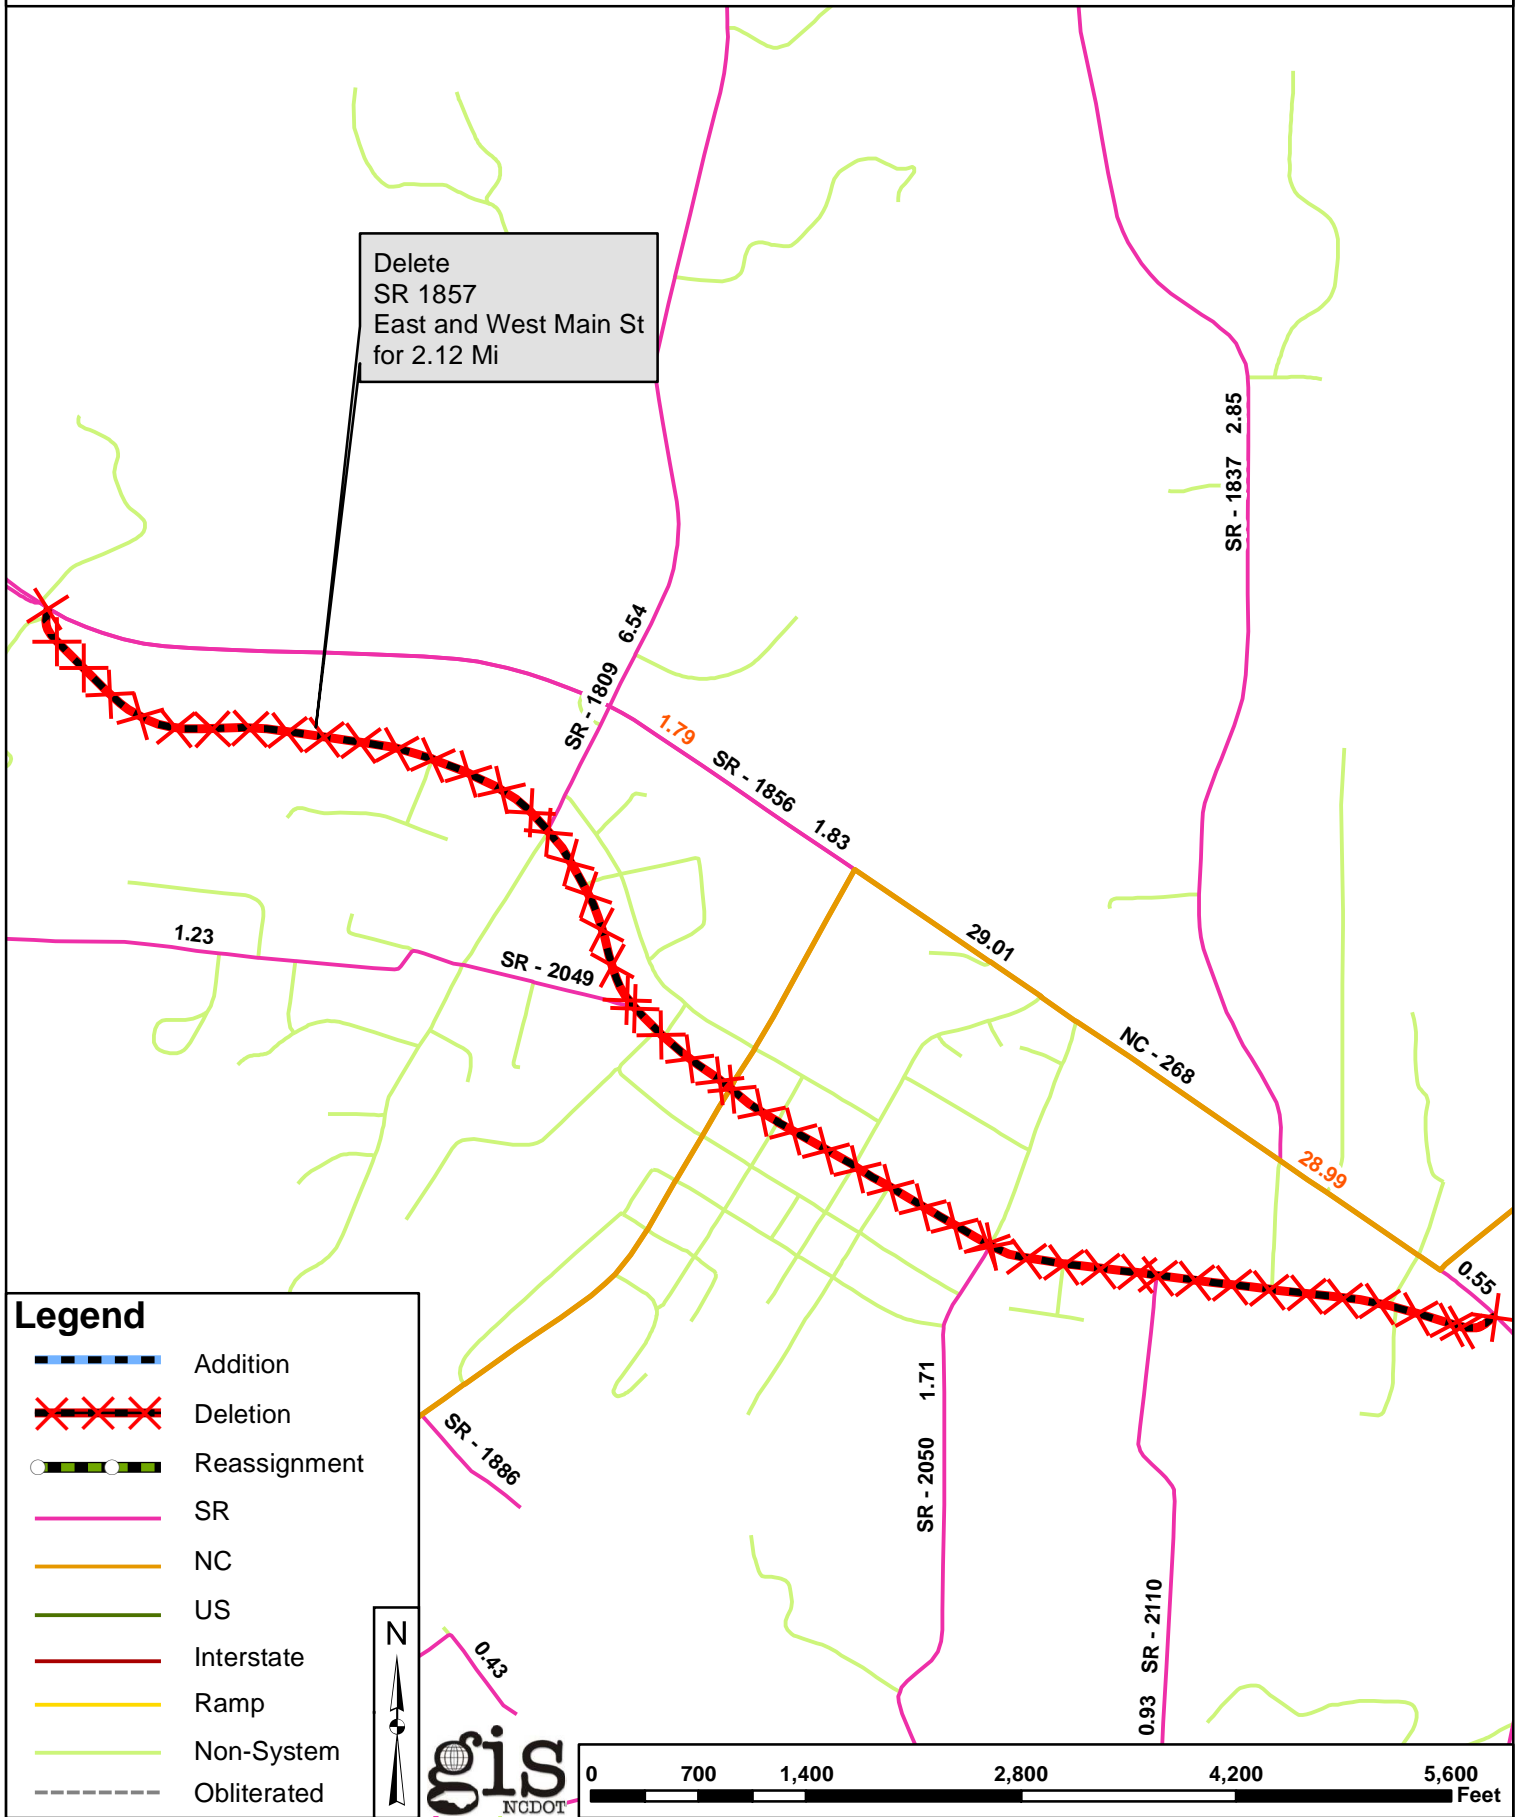 Delete
SR 1857
East and West Main St
for 2.12 Mi
SR - 1837 2.85
SR - 1809 6.54
1.79
SR - 1856 1.83
1.23
SR - 2049
29.01
NC - 268
28.99
0.55
SR - 1886
SR - 2050 1.71
0.93 SR - 2110
0.43
Legend
Addition
Deletion
Reassignment
SR
NC
US
Interstate
Ramp
Non-System
Obliterated
N
gis
NCDOT
0 700 1,400 2,800 4,200 5,600
Feet